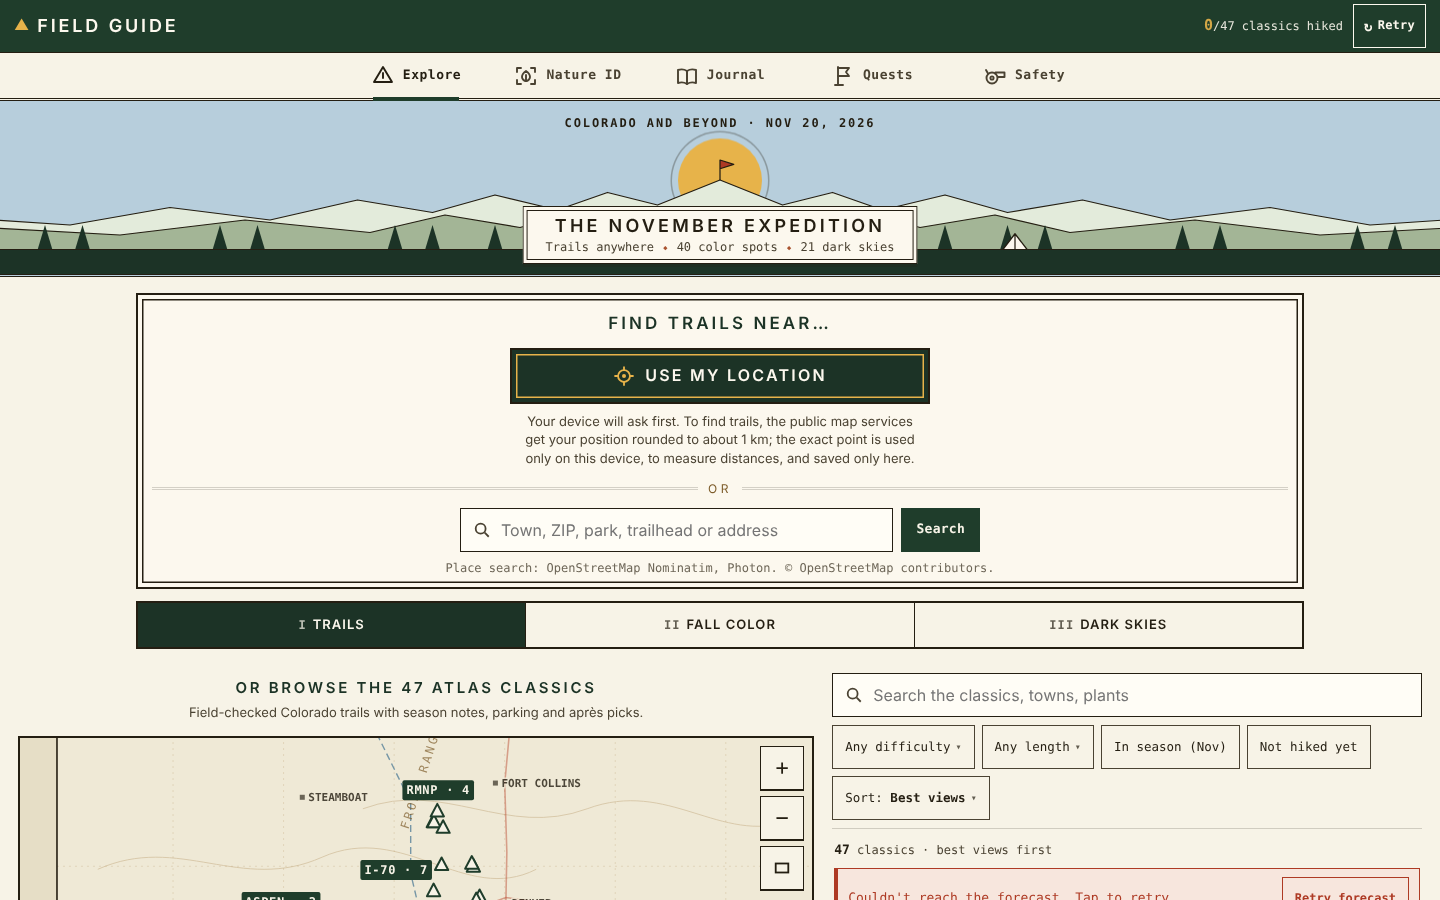 FIELD GUIDE
0/47 classics hiked
↻ Retry
Explore
Nature ID
Journal
Quests
Safety
COLORADO AND BEYOND · NOV 20, 2026
THE NOVEMBER EXPEDITION
Trails anywhere ✦ 40 color spots ✦ 21 dark skies
FIND TRAILS NEAR…
USE MY LOCATION
Your device will ask first. To find trails, the public map services
get your position rounded to about 1 km; the exact point is used
only on this device, to measure distances, and saved only here.
OR
Town, ZIP, park, trailhead or address
Search
Place search: OpenStreetMap Nominatim, Photon. © OpenStreetMap contributors.
I TRAILS
II FALL COLOR
III DARK SKIES
OR BROWSE THE 47 ATLAS CLASSICS
Field-checked Colorado trails with season notes, parking and après picks.
RANG
FRO
STEAMBOAT
RMNP · 4
FORT COLLINS
I-70 · 7
+
−
Search the classics, towns, plants
Any difficulty ▾
Any length ▾
In season (Nov)
Not hiked yet
Sort: Best views ▾
47 classics · best views first
Couldn't reach the forecast. Tap to retry
Retry forecast